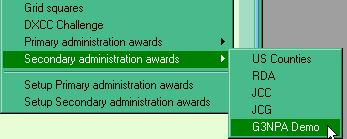 Grid squares
DXCC Challenge
Primary administration awards
Secondary administration awards
Setup Primary administration awards
Setup Secondary administration awards
US Counties
RDA
JCC
JCG
G3NPA Demo